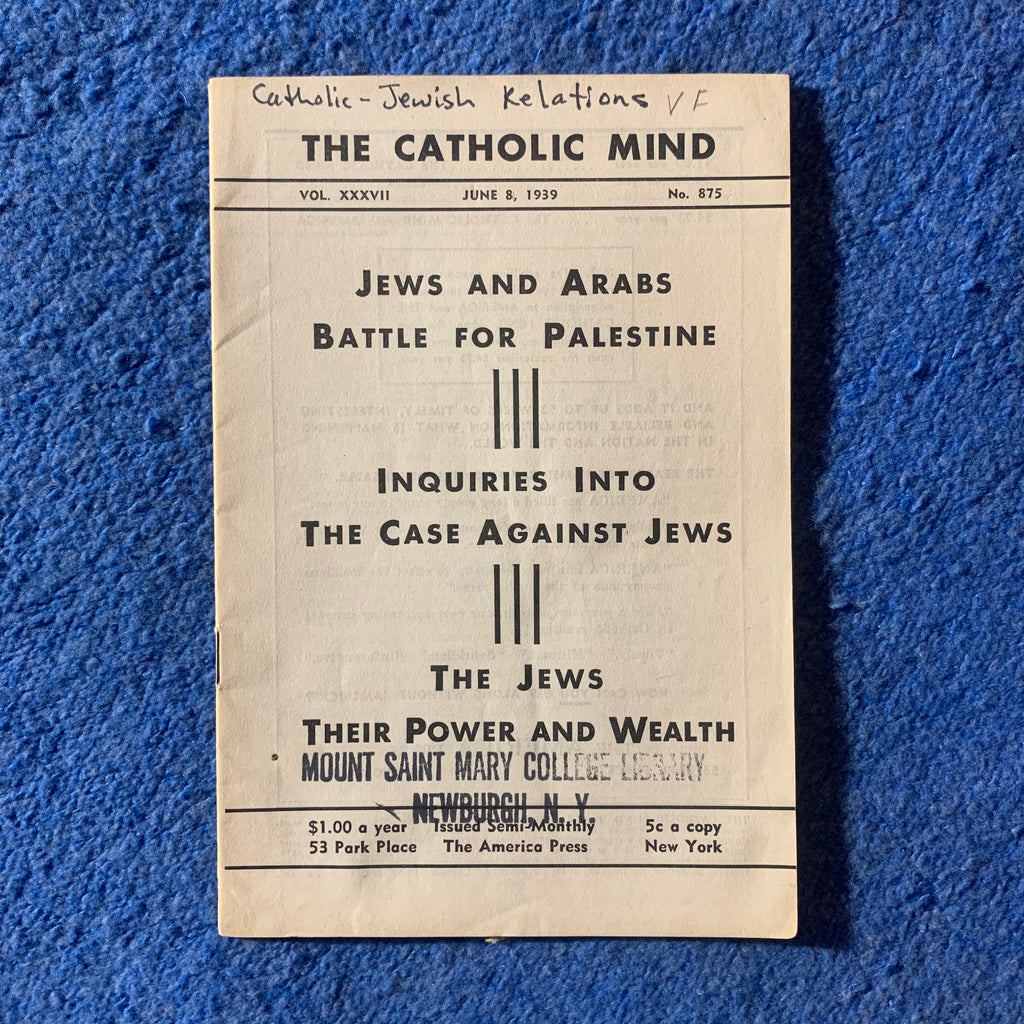 Catholic-Jewish Relations VF
THE CATHOLIC MIND
VOL. XXXVII JUNE 8, 1939 No. 875
JEWS AND ARABS
BATTLE FOR PALESTINE
INQUIRIES INTO
THE CASE AGAINST JEWS
THE JEWS
THEIR POWER AND WEALTH
MOUNT SAINT MARY COLLEGE LIBRARY
NEWBURGH, N. Y.
$1.00 a year Issued Semi-Monthly 5c a copy
53 Park Place The America Press New York